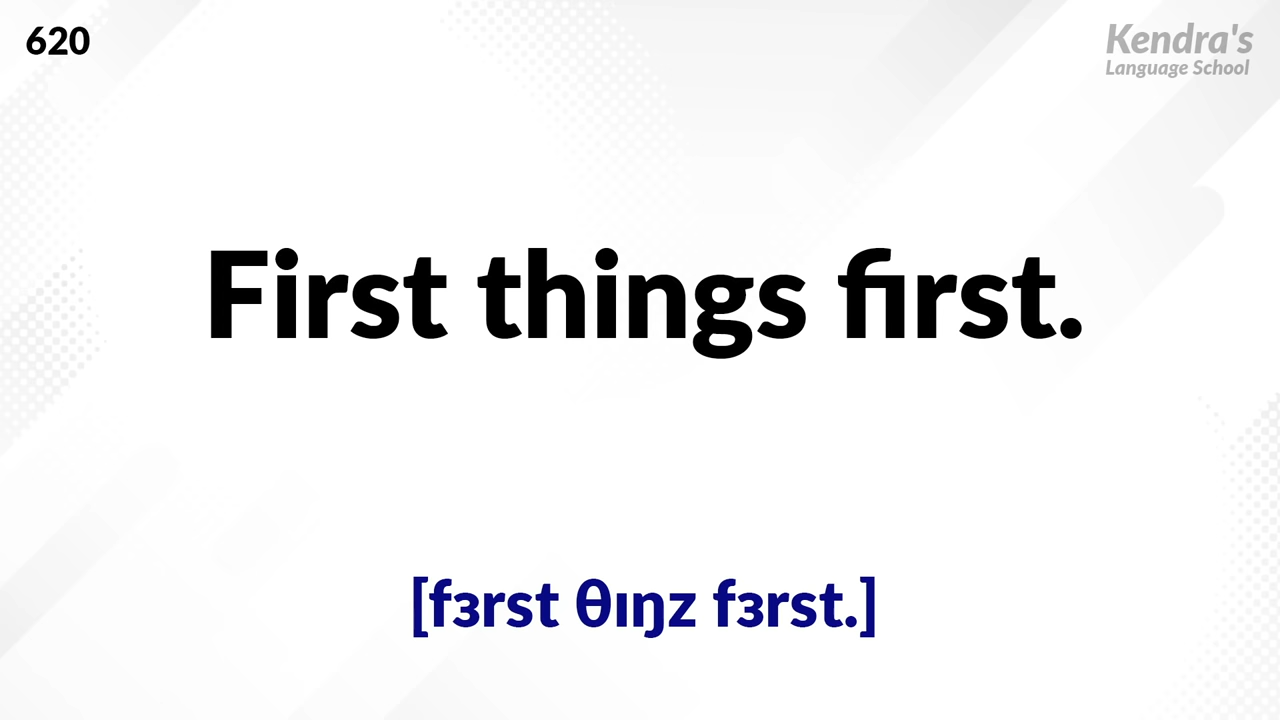 620
Kendra's
Language School
First things first.
[fɜrst θɪŋz fɜrst.]